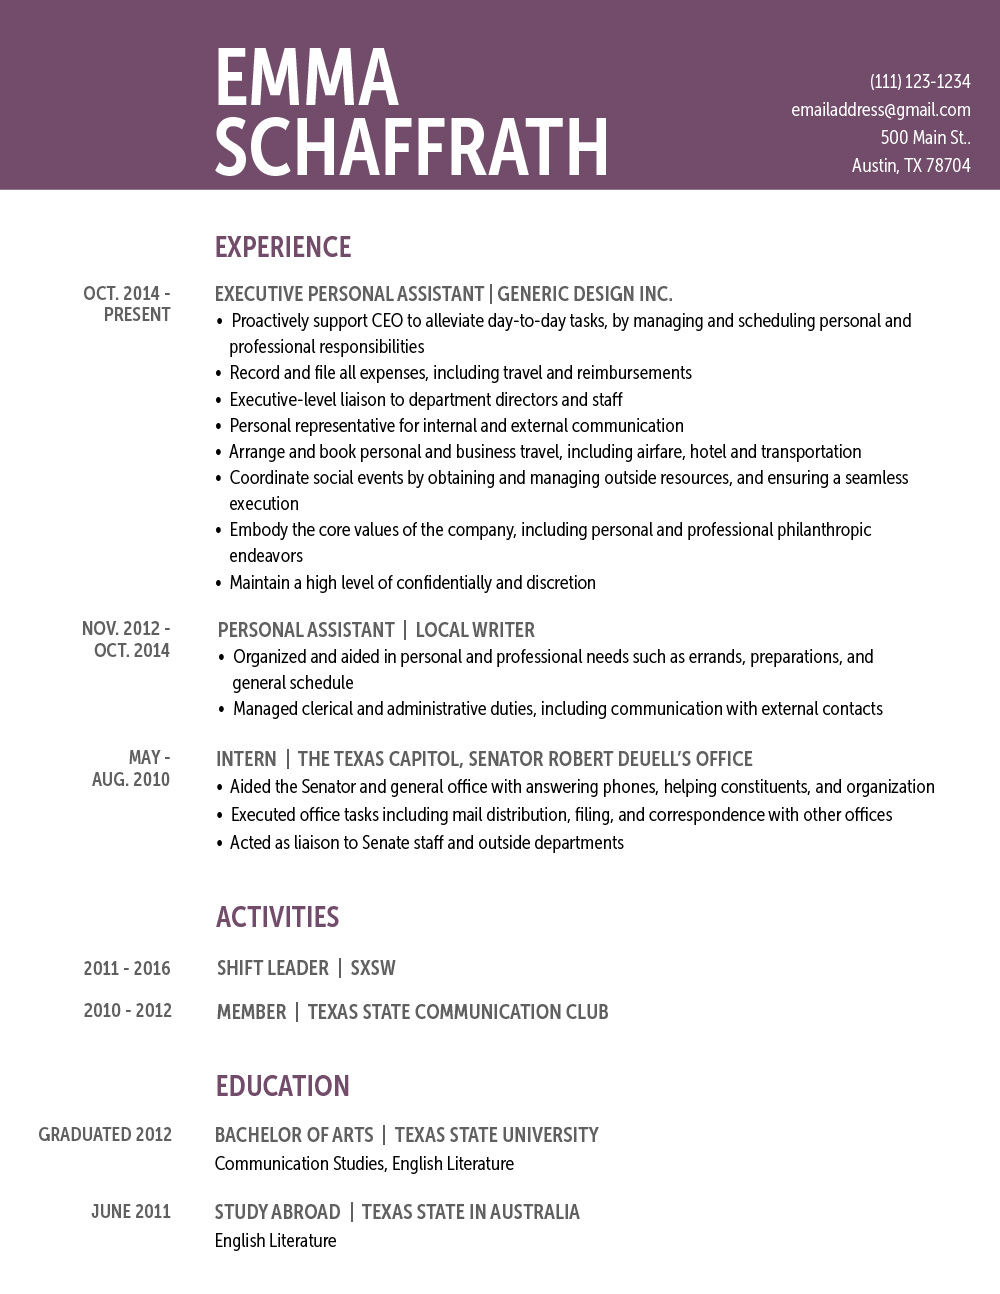 EMMA
SCHAFFRATH
(111) 123-1234
emailaddress@gmail.com
500 Main St..
Austin, TX 78704
EXPERIENCE
OCT. 2014 -
PRESENT
EXECUTIVE PERSONAL ASSISTANT | GENERIC DESIGN INC.
• Proactively support CEO to alleviate day-to-day tasks, by managing and scheduling personal and
professional responsibilities
• Record and file all expenses, including travel and reimbursements
• Executive-level liaison to department directors and staff
• Personal representative for internal and external communication
• Arrange and book personal and business travel, including airfare, hotel and transportation
• Coordinate social events by obtaining and managing outside resources, and ensuring a seamless
execution
• Embody the core values of the company, including personal and professional philanthropic
endeavors
• Maintain a high level of confidentially and discretion
NOV. 2012 -
OCT. 2014
PERSONAL ASSISTANT | LOCAL WRITER
• Organized and aided in personal and professional needs such as errands, preparations, and
general schedule
• Managed clerical and administrative duties, including communication with external contacts
MAY -
AUG. 2010
INTERN | THE TEXAS CAPITOL, SENATOR ROBERT DEUELL'S OFFICE
• Aided the Senator and general office with answering phones, helping constituents, and organization
• Executed office tasks including mail distribution, filing, and correspondence with other offices
• Acted as liaison to Senate staff and outside departments
ACTIVITIES
2011 - 2016
SHIFT LEADER | SXSW
2010 - 2012
MEMBER | TEXAS STATE COMMUNICATION CLUB
EDUCATION
GRADUATED 2012
BACHELOR OF ARTS | TEXAS STATE UNIVERSITY
Communication Studies, English Literature
JUNE 2011
STUDY ABROAD | TEXAS STATE IN AUSTRALIA
English Literature